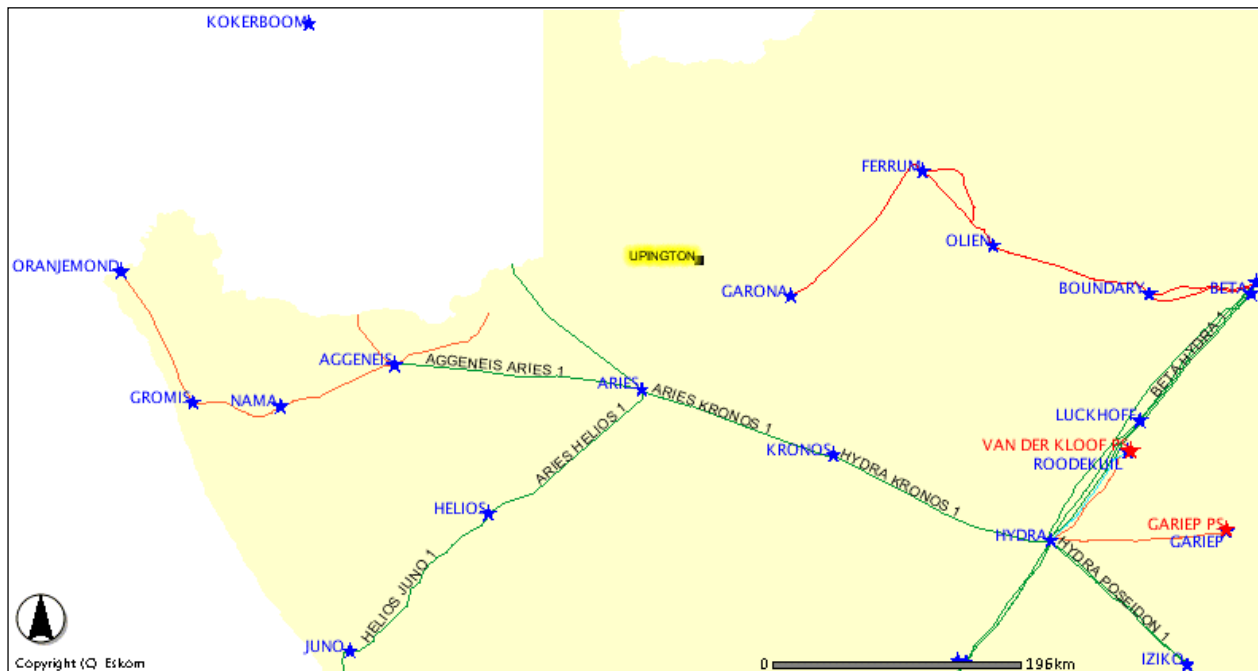 KOKERBOOM
FERRUM
OLIEN
UPINGTON
ORANJEMOND
GARONA
BOUNDARY
BETA
AGGENEIS
AGGENEIS ARIES 1
ARIES
ARIES KRONOS 1
BETA HYDRA 1
GROMIS
NAMA
LUCKHOFF
ARIES HELIOS 1
KRONOS
HYDRA KRONOS 1
VAN DER KLOOF
ROODEKUIL
HELIOS
HYDRA
GARIEP PS
GARIEP
HELIOS JUNO 1
HYDRA POSEIDON 1
JUNO
IZIKO
Copyright (C) Eskom
0 196km